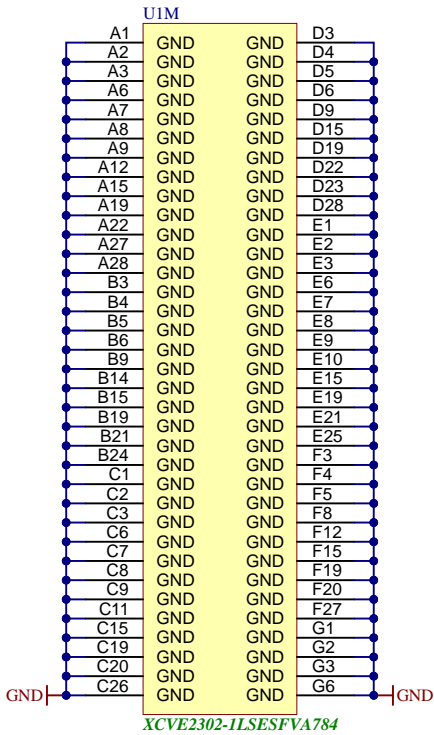 U1M
A1 GND GND D3
A2 GND GND D4
A3 GND GND D5
A6 GND GND D6
A7 GND GND D9
A8 GND GND D15
A9 GND GND D19
A12 GND GND D22
A15 GND GND D23
A19 GND GND D28
A22 GND GND E1
A27 GND GND E2
A28 GND GND E3
B3 GND GND E6
B4 GND GND E7
B5 GND GND E8
B6 GND GND E9
B9 GND GND E10
B14 GND GND E15
B15 GND GND E19
B19 GND GND E21
B21 GND GND E25
B24 GND GND F3
C1 GND GND F4
C2 GND GND F5
C3 GND GND F8
C6 GND GND F12
C7 GND GND F15
C8 GND GND F19
C9 GND GND F20
C11 GND GND F27
C15 GND GND G1
C19 GND GND G2
C20 GND GND G3
GND C26 GND GND G6 GND
XCVE2302-1LSESFVA784